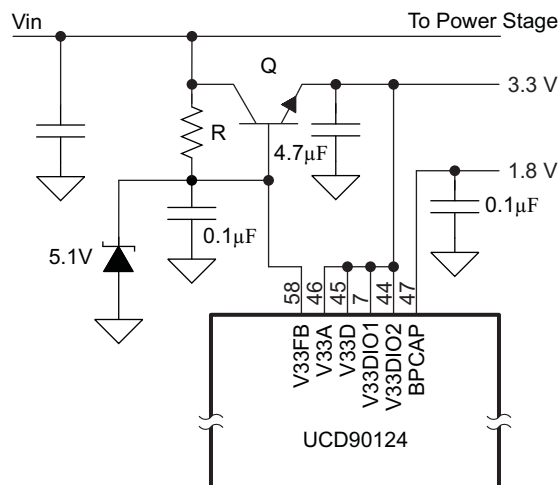 Vin
To Power Stage
Q
3.3 V
R
4.7μF
1.8 V
0.1μF
0.1μF
5.1V
58
46
45
7
44
47
V33FB
V33A
V33D
V33DIO1
V33DIO2
BPCAP
UCD90124